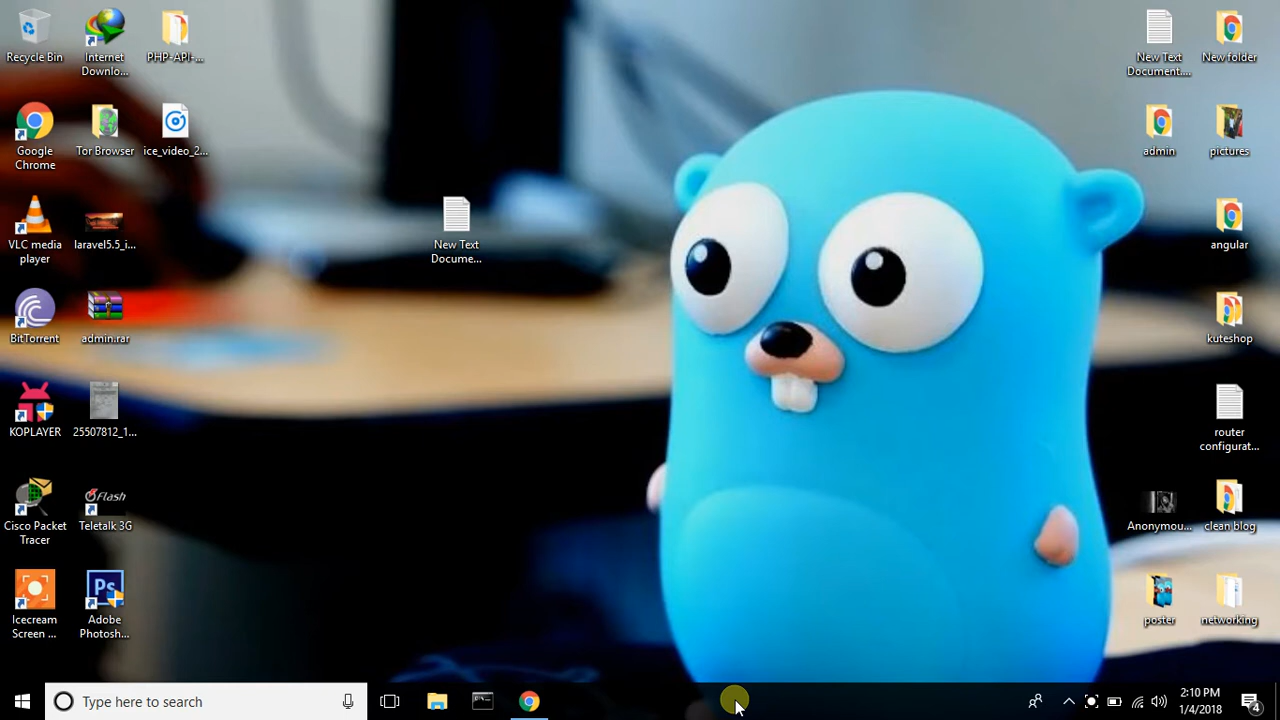 Recycle Bin
Internet
Downlo...
PHP-API-...
Google
Chrome
Tor Browser
ice_video_2...
VLC media
player
laravel5.5_i...
BitTorrent
admin.rar
KOPLAYER
25507812_1...
Cisco Packet
Tracer
Flash
Teletalk 3G
Icecream
Screen ...
Ps
Adobe
Photosh...
New Text
Docume...
New Text
Document....
New folder
admin
pictures
angular
kuteshop
router
configurat...
Anonymou...
clean blog
poster
networking
Type here to search
2:10 PM
1/4/2018
4